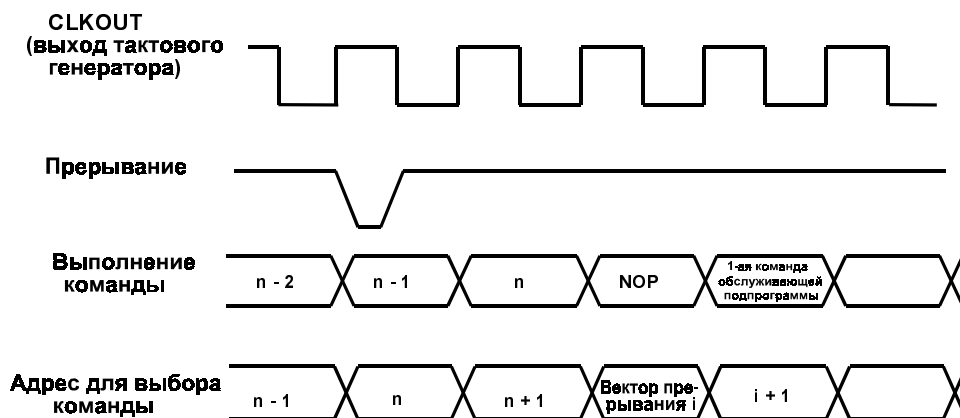 CLKOUT
(выход тактового
генератора)
Прерывание
Выполнение
команды
n - 2
n - 1
n
NOP
1-ая команда
обслуживающей
подпрограммы
Адрес для выбора
команды
n - 1
n
n + 1
Вектор пре-
рывания i
i + 1